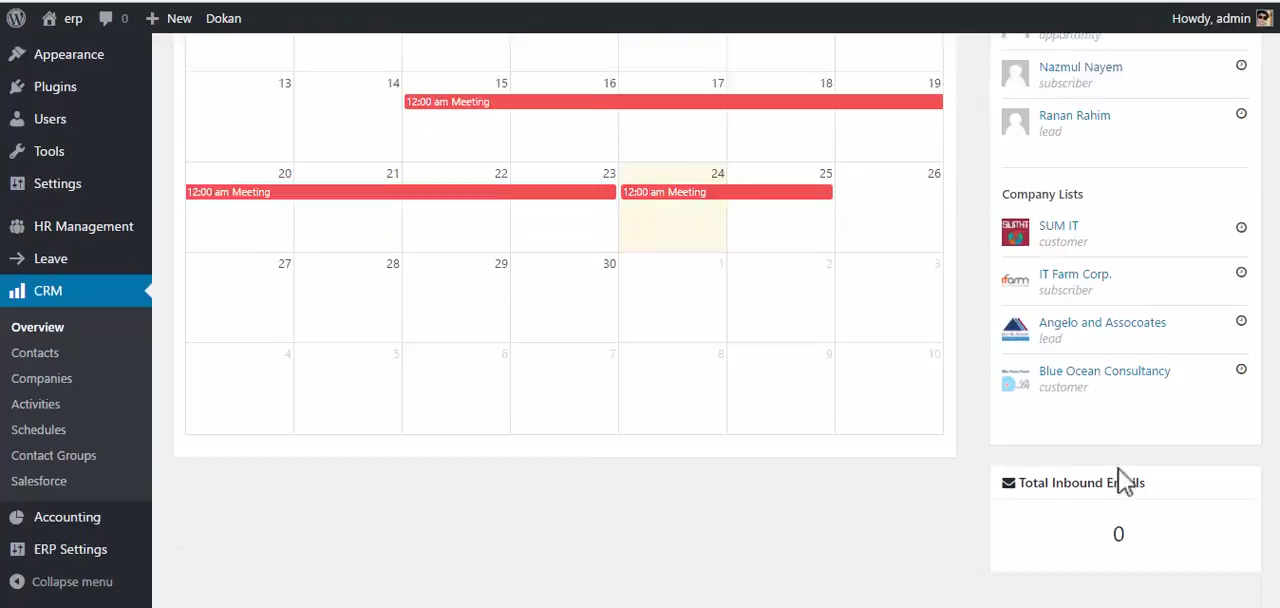 erp
0
New
Dokan
Howdy, admin
Appearance
Plugins
Users
Tools
Settings
HR Management
Leave
CRM
Overview
Contacts
Companies
Activities
Schedules
Contact Groups
Salesforce
Accounting
ERP Settings
Collapse menu
13 14 15 16 17 18 19
12:00 am Meeting
20 21 22 23 24 25 26
12:00 am Meeting 12:00 am Meeting
27 28 29 30 1 2 3
4 5 6 7 8 9 10
opportunity
Nazmul Nayem
subscriber
Ranan Rahim
lead
Company Lists
SUM IT
customer
IT Farm Corp.
subscriber
Angelo and Assocoates
lead
Blue Ocean Consultancy
customer
Total Inbound Emails
0